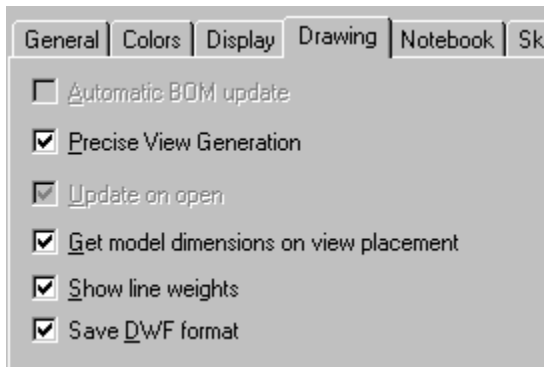 General Colors Display Drawing Notebook Sk
Automatic BOM update
Precise View Generation
Update on open
Get model dimensions on view placement
Show line weights
Save DWF format